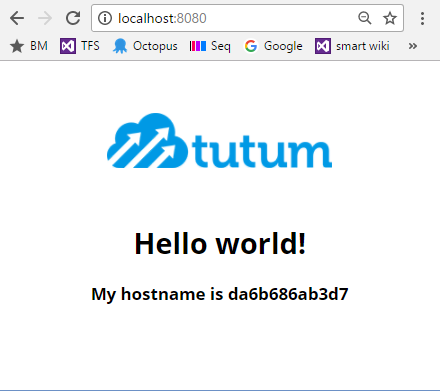 localhost:8080
BM TFS Octopus Seq Google smart wiki »
tutum
Hello world!
My hostname is da6b686ab3d7